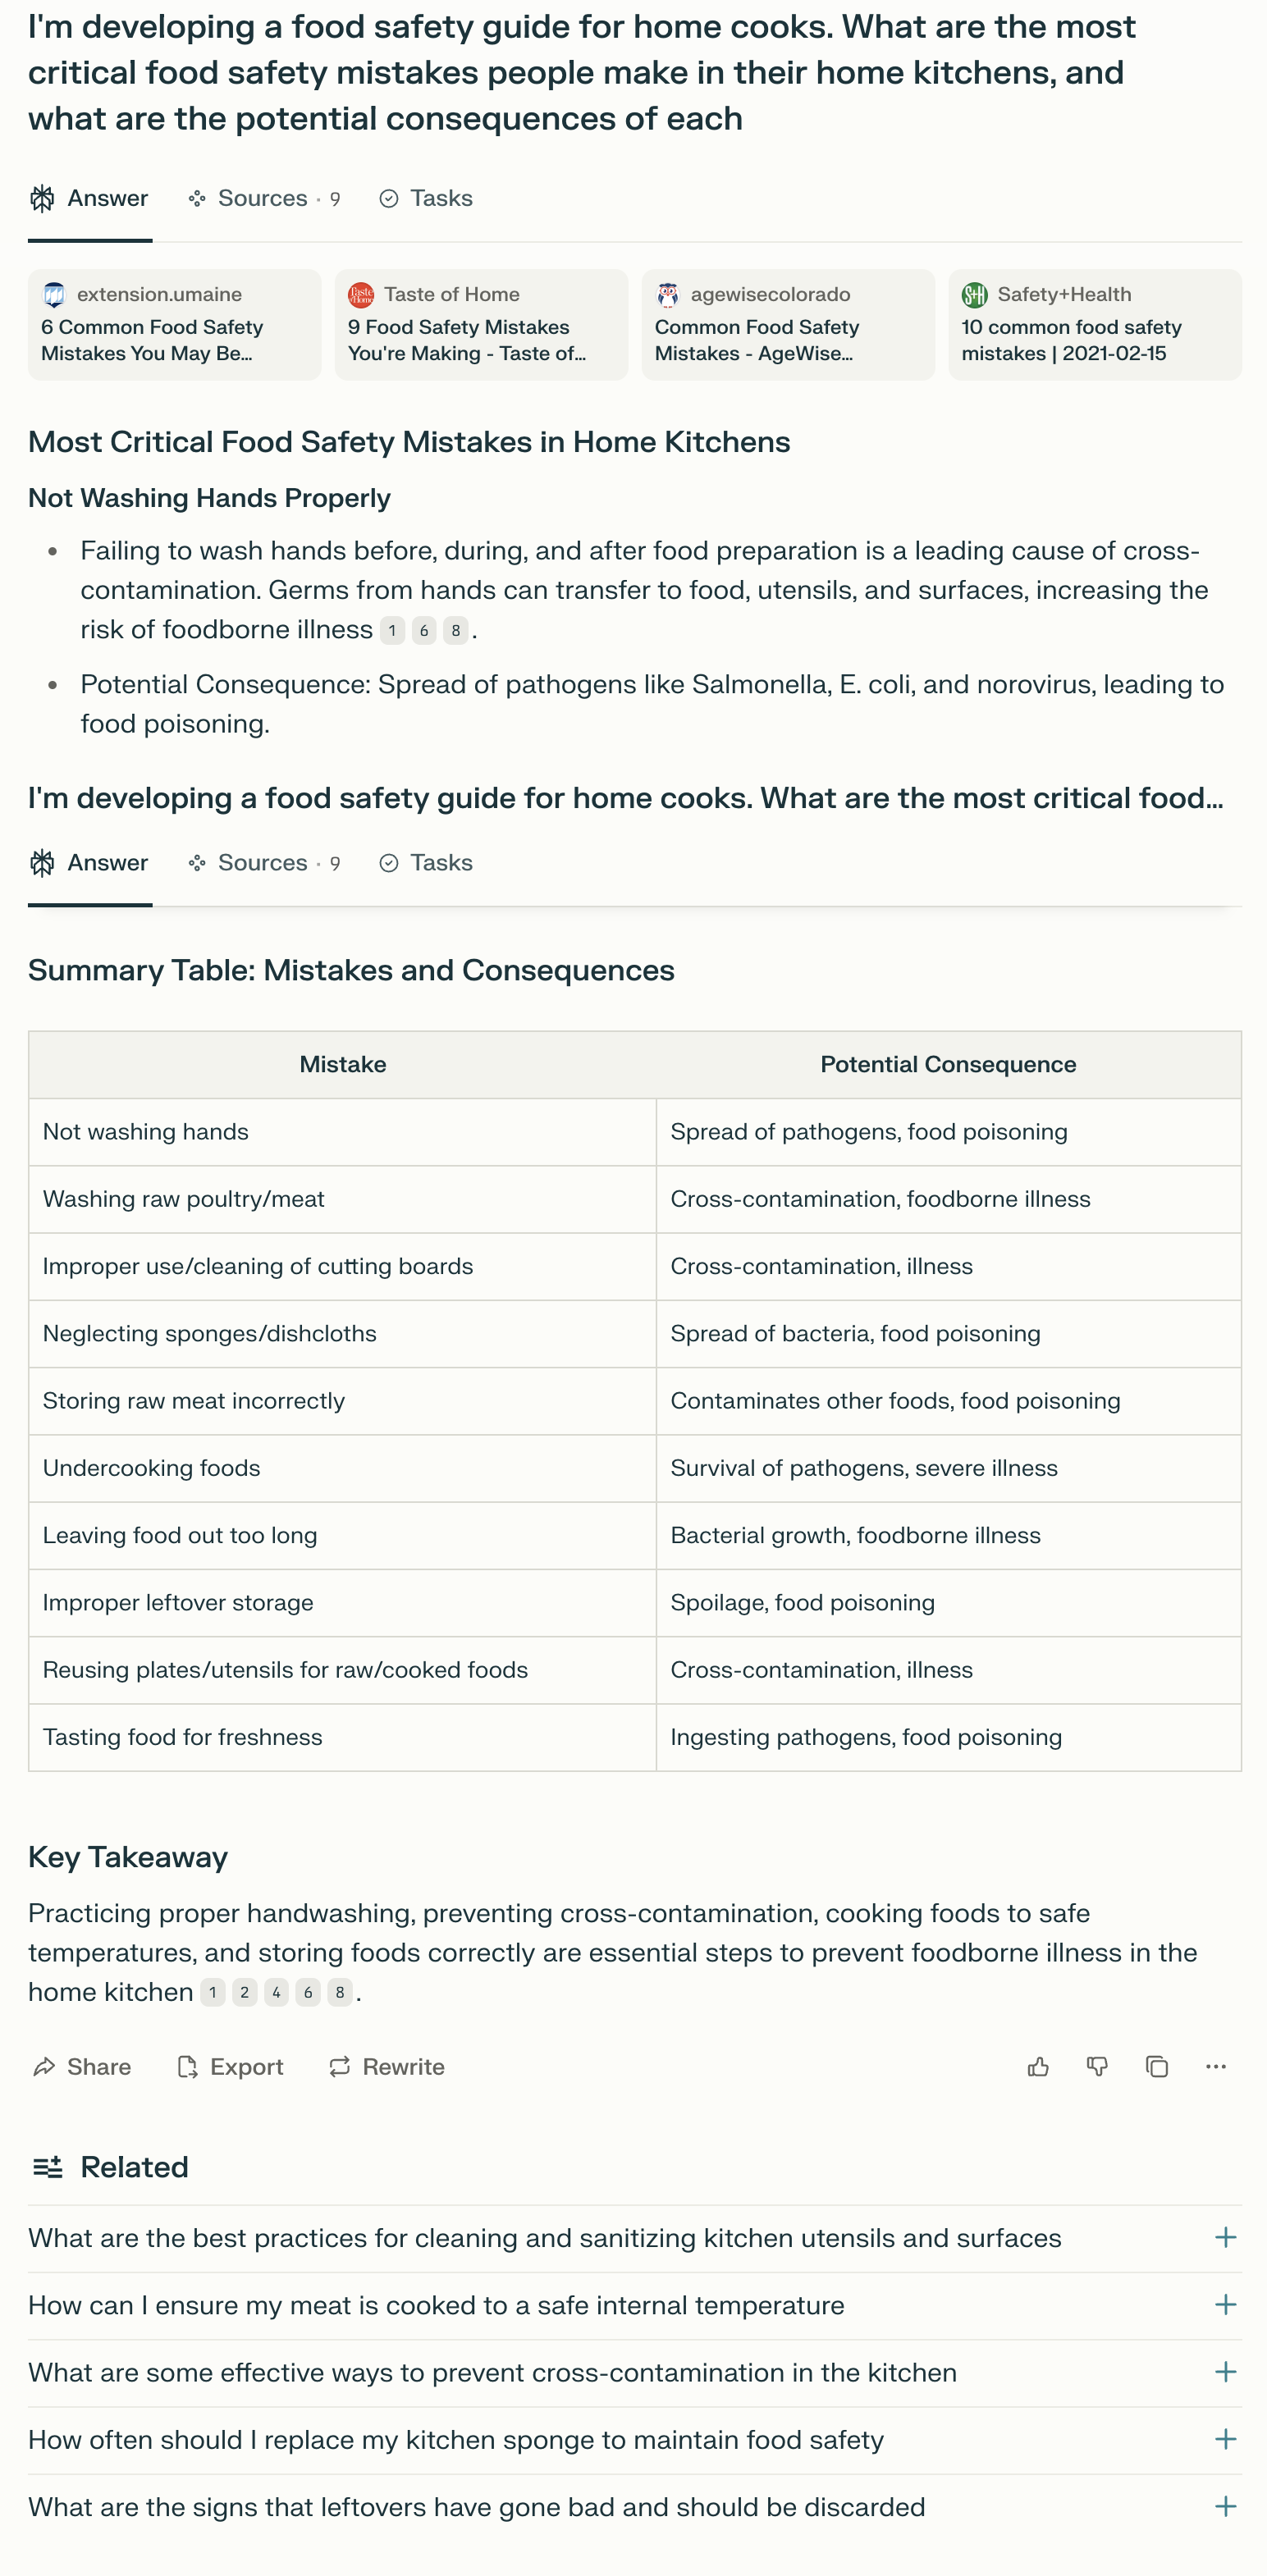 I'm developing a food safety guide for home cooks. What are the most
critical food safety mistakes people make in their home kitchens, and
what are the potential consequences of each
Answer
Sources · 9
Tasks
extension.umaine
6 Common Food Safety
Mistakes You May Be...
Taste of Home
9 Food Safety Mistakes
You're Making - Taste of...
agewisecolorado
Common Food Safety
Mistakes - AgeWise...
Safety+Health
10 common food safety
mistakes | 2021-02-15
Most Critical Food Safety Mistakes in Home Kitchens
Not Washing Hands Properly
• Failing to wash hands before, during, and after food preparation is a leading cause of cross-
contamination. Germs from hands can transfer to food, utensils, and surfaces, increasing the
risk of foodborne illness 1 6 8 .
• Potential Consequence: Spread of pathogens like Salmonella, E. coli, and norovirus, leading to
food poisoning.
I'm developing a food safety guide for home cooks. What are the most critical food...
Answer
Sources · 9
Tasks
Summary Table: Mistakes and Consequences
Mistake
Potential Consequence
Not washing hands
Spread of pathogens, food poisoning
Washing raw poultry/meat
Cross-contamination, foodborne illness
Improper use/cleaning of cutting boards
Cross-contamination, illness
Neglecting sponges/dishcloths
Spread of bacteria, food poisoning
Storing raw meat incorrectly
Contaminates other foods, food poisoning
Undercooking foods
Survival of pathogens, severe illness
Leaving food out too long
Bacterial growth, foodborne illness
Improper leftover storage
Spoilage, food poisoning
Reusing plates/utensils for raw/cooked foods
Cross-contamination, illness
Tasting food for freshness
Ingesting pathogens, food poisoning
Key Takeaway
Practicing proper handwashing, preventing cross-contamination, cooking foods to safe
temperatures, and storing foods correctly are essential steps to prevent foodborne illness in the
home kitchen 1 2 4 6 8 .
Share
Export
Rewrite
Related
What are the best practices for cleaning and sanitizing kitchen utensils and surfaces
How can I ensure my meat is cooked to a safe internal temperature
What are some effective ways to prevent cross-contamination in the kitchen
How often should I replace my kitchen sponge to maintain food safety
What are the signs that leftovers have gone bad and should be discarded